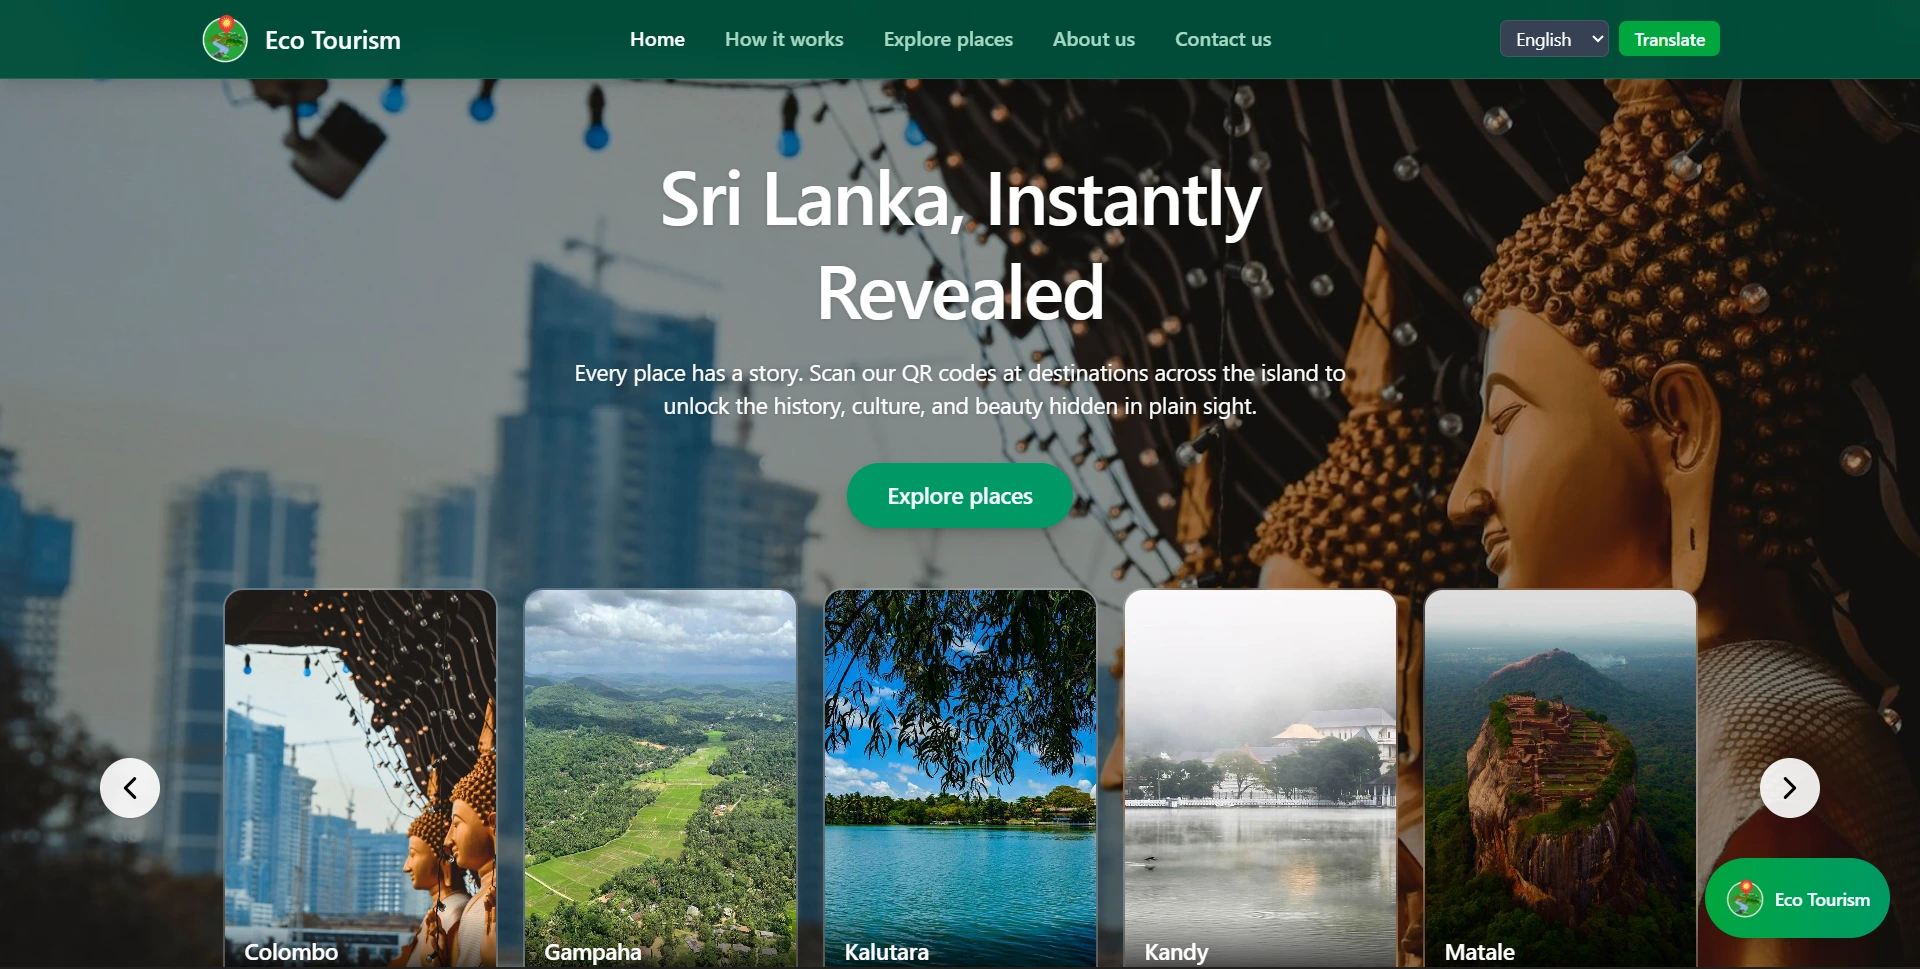 Eco Tourism
Home
How it works
Explore places
About us
Contact us
English
Translate
Sri Lanka, Instantly
Revealed
Every place has a story. Scan our QR codes at destinations across the island to
unlock the history, culture, and beauty hidden in plain sight.
Explore places
Colombo
Gampaha
Kalutara
Kandy
Matale
Eco Tourism